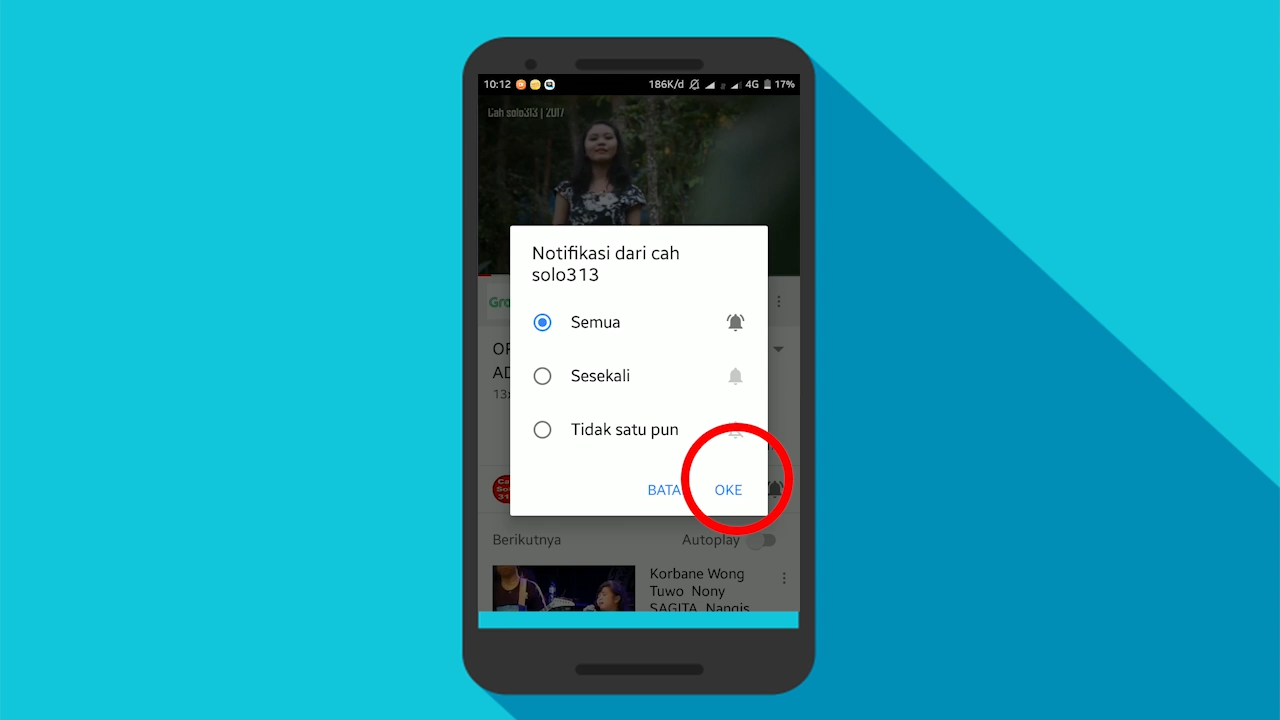 10:12 186K/d 4G 17%
Cah solo313 | 2017
Notifikasi dari cah
solo313
Semua
Sesekali
Tidak satu pun
OKE
Berikutnya Autoplay
Korbane Wong
Tuwo Nony
SAGITA Nangis